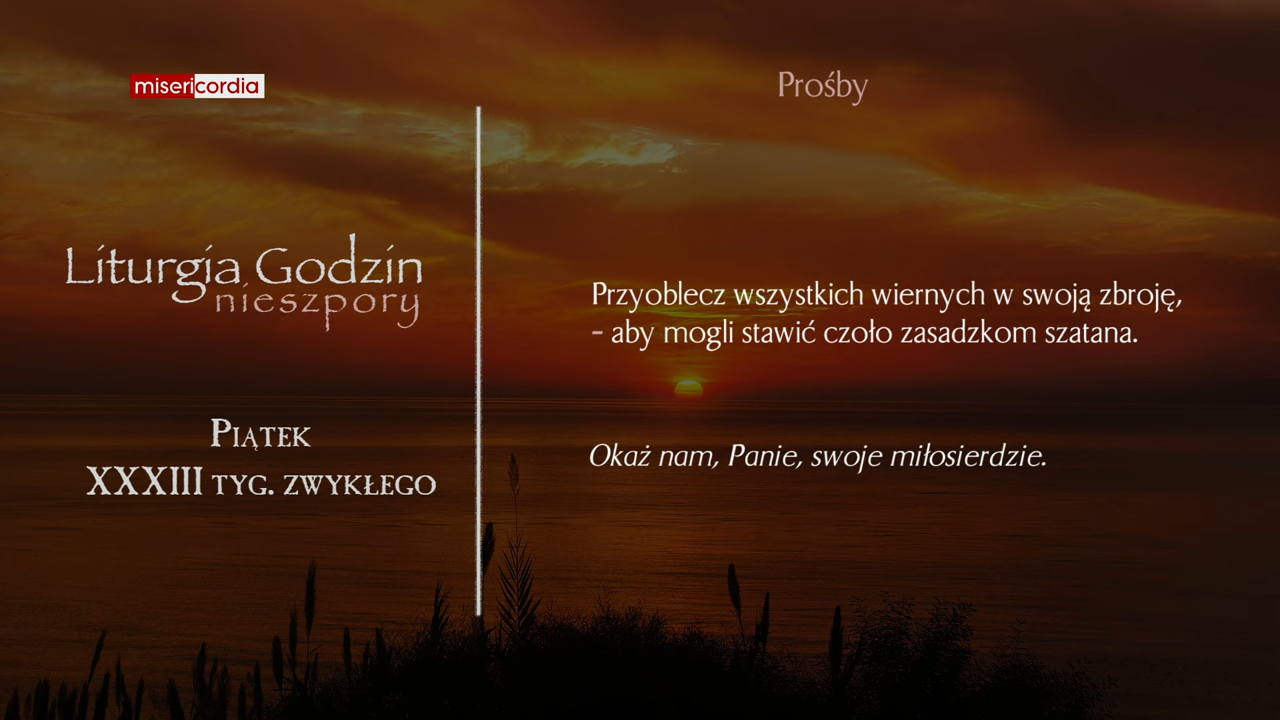 misericordia
Prośby
Liturgia Godzin
nieszpory
Piątek
XXXIII tyg. zwykłego
Przyoblecz wszystkich wiernych w swoją zbroję,
- aby mogli stawić czoło zasadzkom szatana.
Okaż nam, Panie, swoje miłosierdzie.